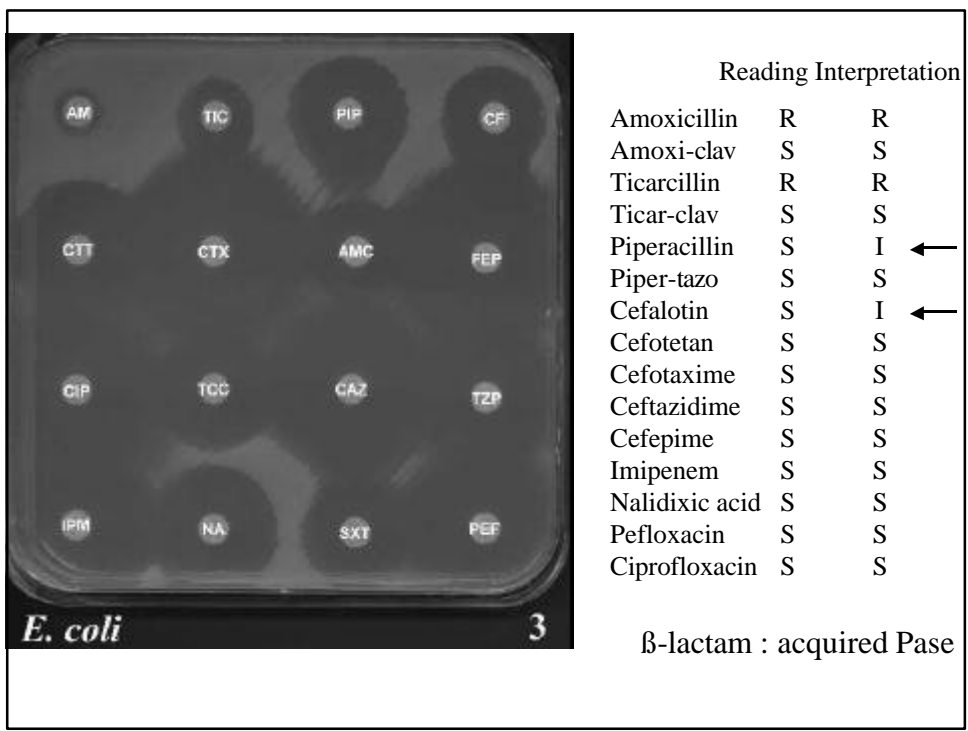 AM TIC PIP CF
CTT CTX AMC FEP
CIP TCC CAZ TZP
IPM NA SXT PEF
E. coli 3
Reading Interpretation
Amoxicillin R R
Amoxi-clav S S
Ticarcillin R R
Ticar-clav S S
Piperacillin S I
Piper-tazo S S
Cefalotin S I
Cefotetan S S
Cefotaxime S S
Ceftazidime S S
Cefepime S S
Imipenem S S
Nalidixic acid S S
Pefloxacin S S
Ciprofloxacin S S
ß-lactam : acquired Pase